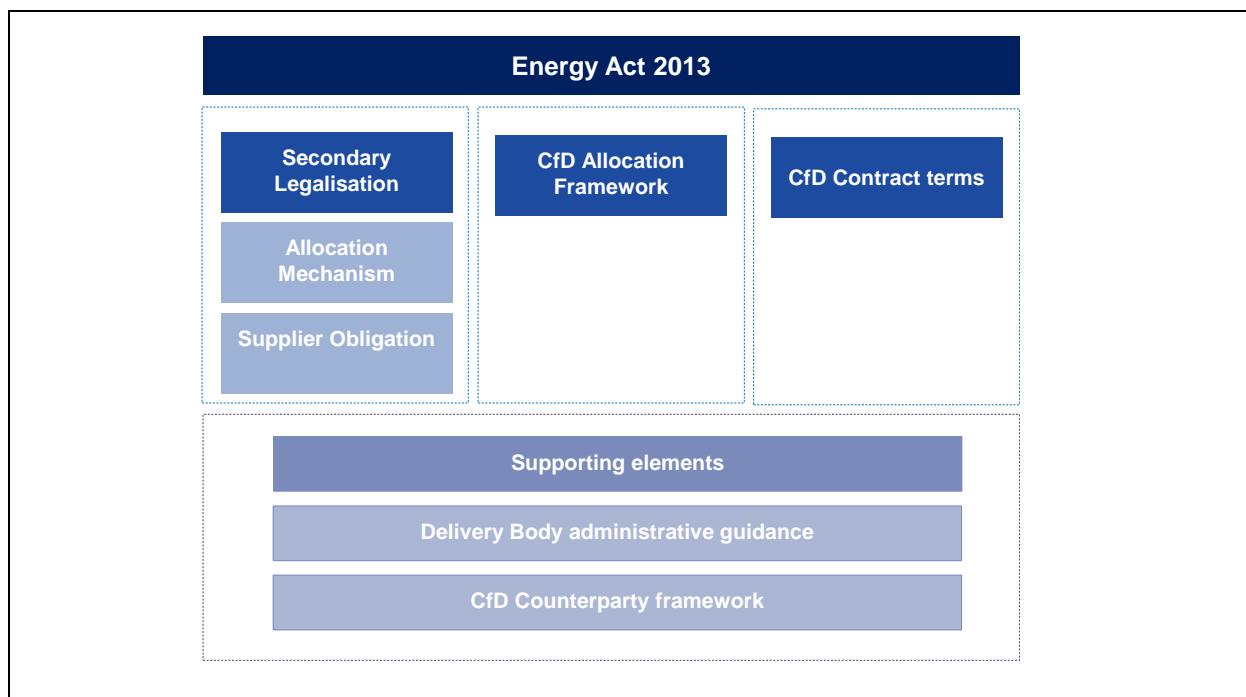 Energy Act 2013
Secondary
Legalisation
Allocation
Mechanism
Supplier Obligation
CfD Allocation
Framework
CfD Contract terms
Supporting elements
Delivery Body administrative guidance
CfD Counterparty framework